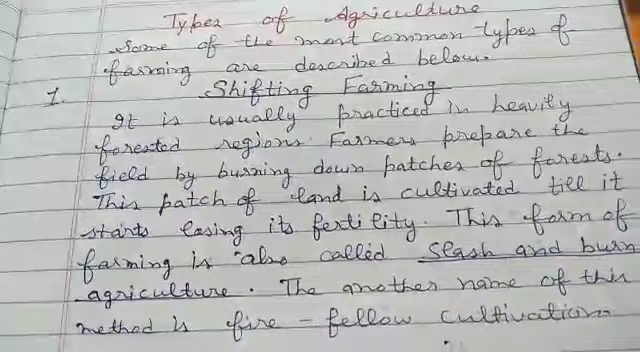 Types of Agriculture
Some of the most common types of
farming are described below.
1. Shifting Farming
It is usually practiced in heavity
forested regions. Farmers prepare the
field by burning down patches of forests.
This patch of land is cultivated till it
starts losing its fertility. This form of
farming is also called Slash and burn
agriculture. The another name of this
method is fire - fellow cultivation